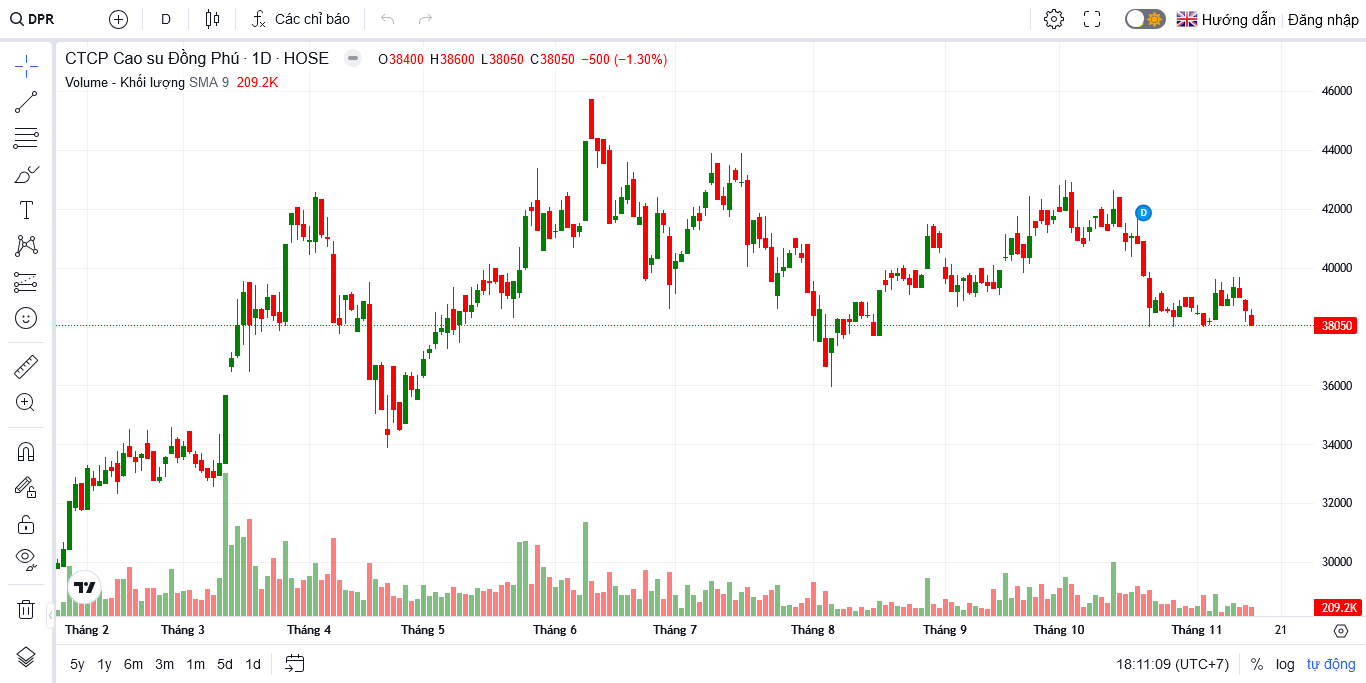 DPR D Các chỉ báo Hướng dẫn Đăng nhập
CTCP Cao su Đồng Phú · 1D · HOSE O38400 H38600 L38050 C38050 −500 (−1.30%)
Volume - Khối lượng SMA 9 209.2K
46000
44000
42000
D
40000
38050
36000
34000
32000
30000
209.2K
Tháng 2 Tháng 3 Tháng 4 Tháng 5 Tháng 6 Tháng 7 Tháng 8 Tháng 9 Tháng 10 Tháng 11 21
5y 1y 6m 3m 1m 5d 1d 18:11:09 (UTC+7) % log tự động